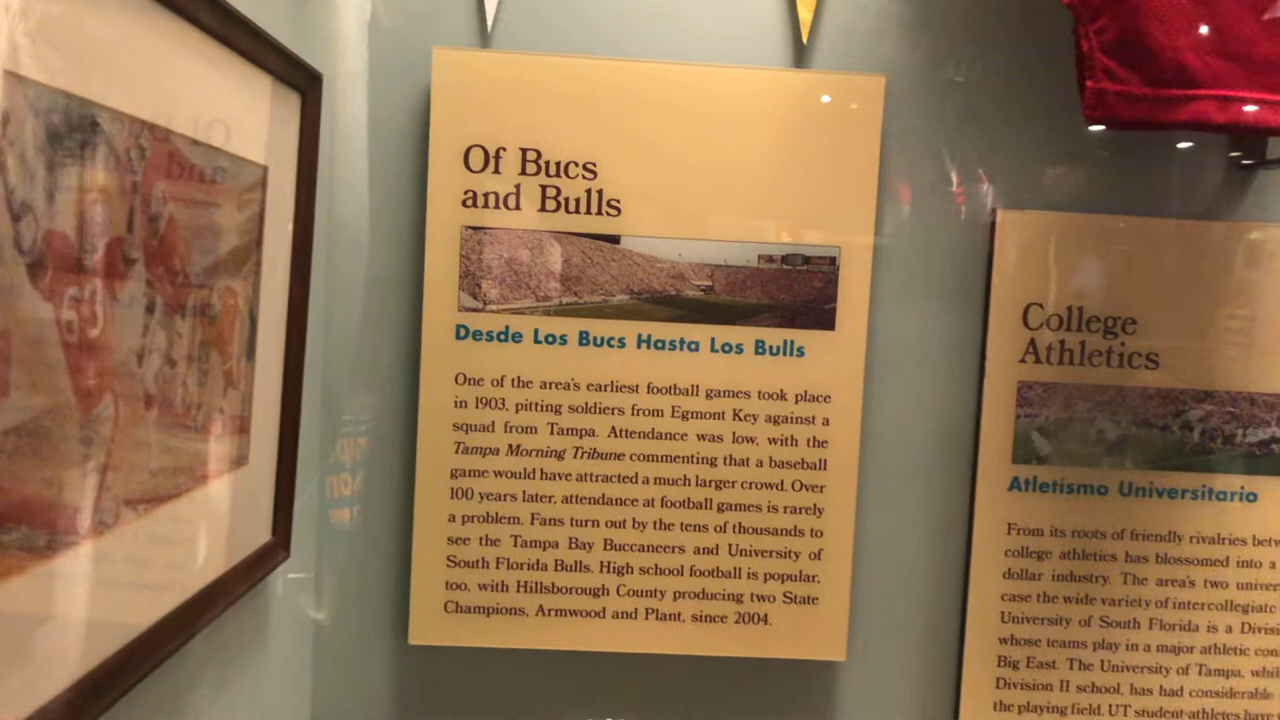 Of Bucs
and Bulls
Desde Los Bucs Hasta Los Bulls
One of the area's earliest football games took place
in 1903, pitting soldiers from Egmont Key against a
squad from Tampa. Attendance was low, with the
Tampa Morning Tribune commenting that a baseball
game would have attracted a much larger crowd. Over
100 years later, attendance at football games is rarely
a problem. Fans turn out by the tens of thousands to
see the Tampa Bay Buccaneers and University of
South Florida Bulls. High school football is popular,
too, with Hillsborough County producing two State
Champions, Armwood and Plant, since 2004.
College
Athletics
Atletismo Universitario
From its roots of friendly rivalries
college athletics has blossomed into a
dollar industry. The area's two
case the wide variety of intercollegiate
University of South Florida is a
whose teams play in a major athletic
Big East. The University of Tampa,
Division II school, has had considerable
the playing field. UT student-athletes have
63